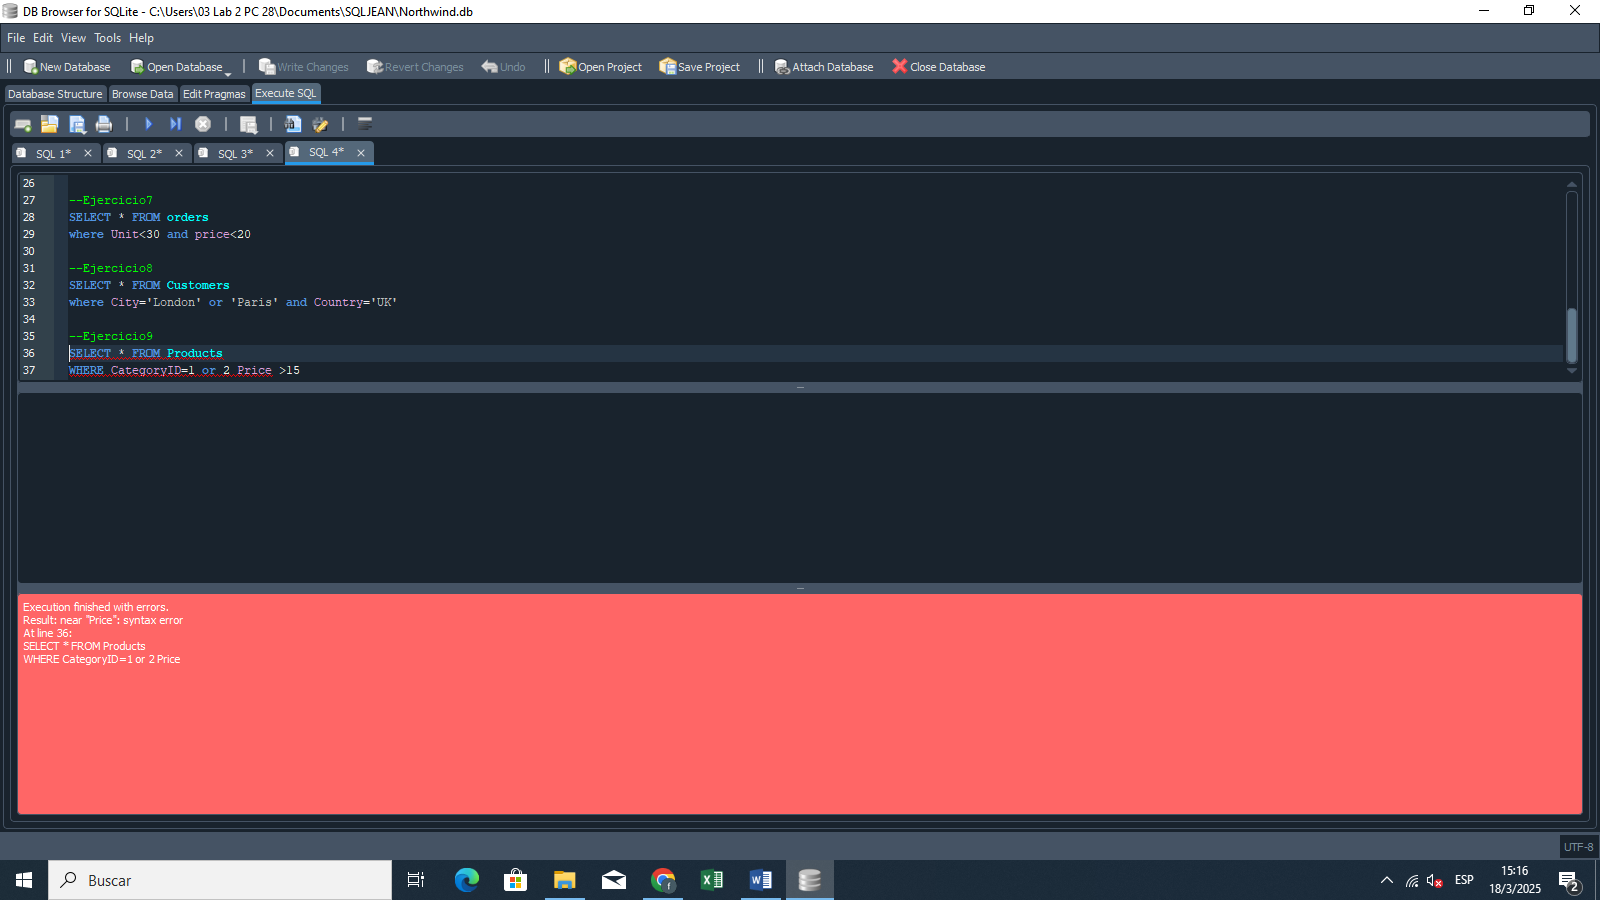 DB Browser for SQLite - C:\Users\03 Lab 2 PC 28\Documents\SQLJEAN\Northwind.db
File Edit View Tools Help
New Database Open Database Write Changes Revert Changes Undo Open Project Save Project Attach Database Close Database
Database Structure Browse Data Edit Pragmas Execute SQL
SQL 1* SQL 2* SQL 3* SQL 4*
26
27 --Ejercicio7
28 SELECT * FROM orders
29 where Unit<30 and price<20
30
31 --Ejercicio8
32 SELECT * FROM Customers
33 where City='London' or 'Paris' and Country='UK'
34
35 --Ejercicio9
36 SELECT * FROM Products
37 WHERE CategoryID=1 or 2 Price >15
Execution finished with errors.
Result: near "Price": syntax error
At line 36:
SELECT * FROM Products
WHERE CategoryID=1 or 2 Price
UTF-8
Buscar
ESP
15:16
18/3/2025
2